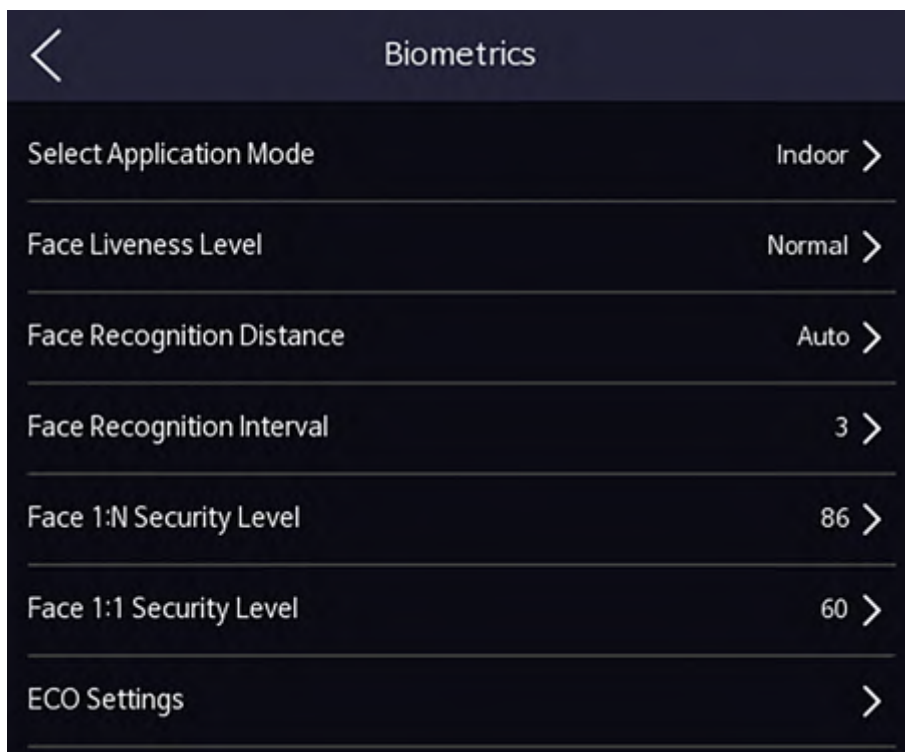 Biometrics
Select Application Mode Indoor
Face Liveness Level Normal
Face Recognition Distance Auto
Face Recognition Interval 3
Face 1:N Security Level 86
Face 1:1 Security Level 60
ECO Settings